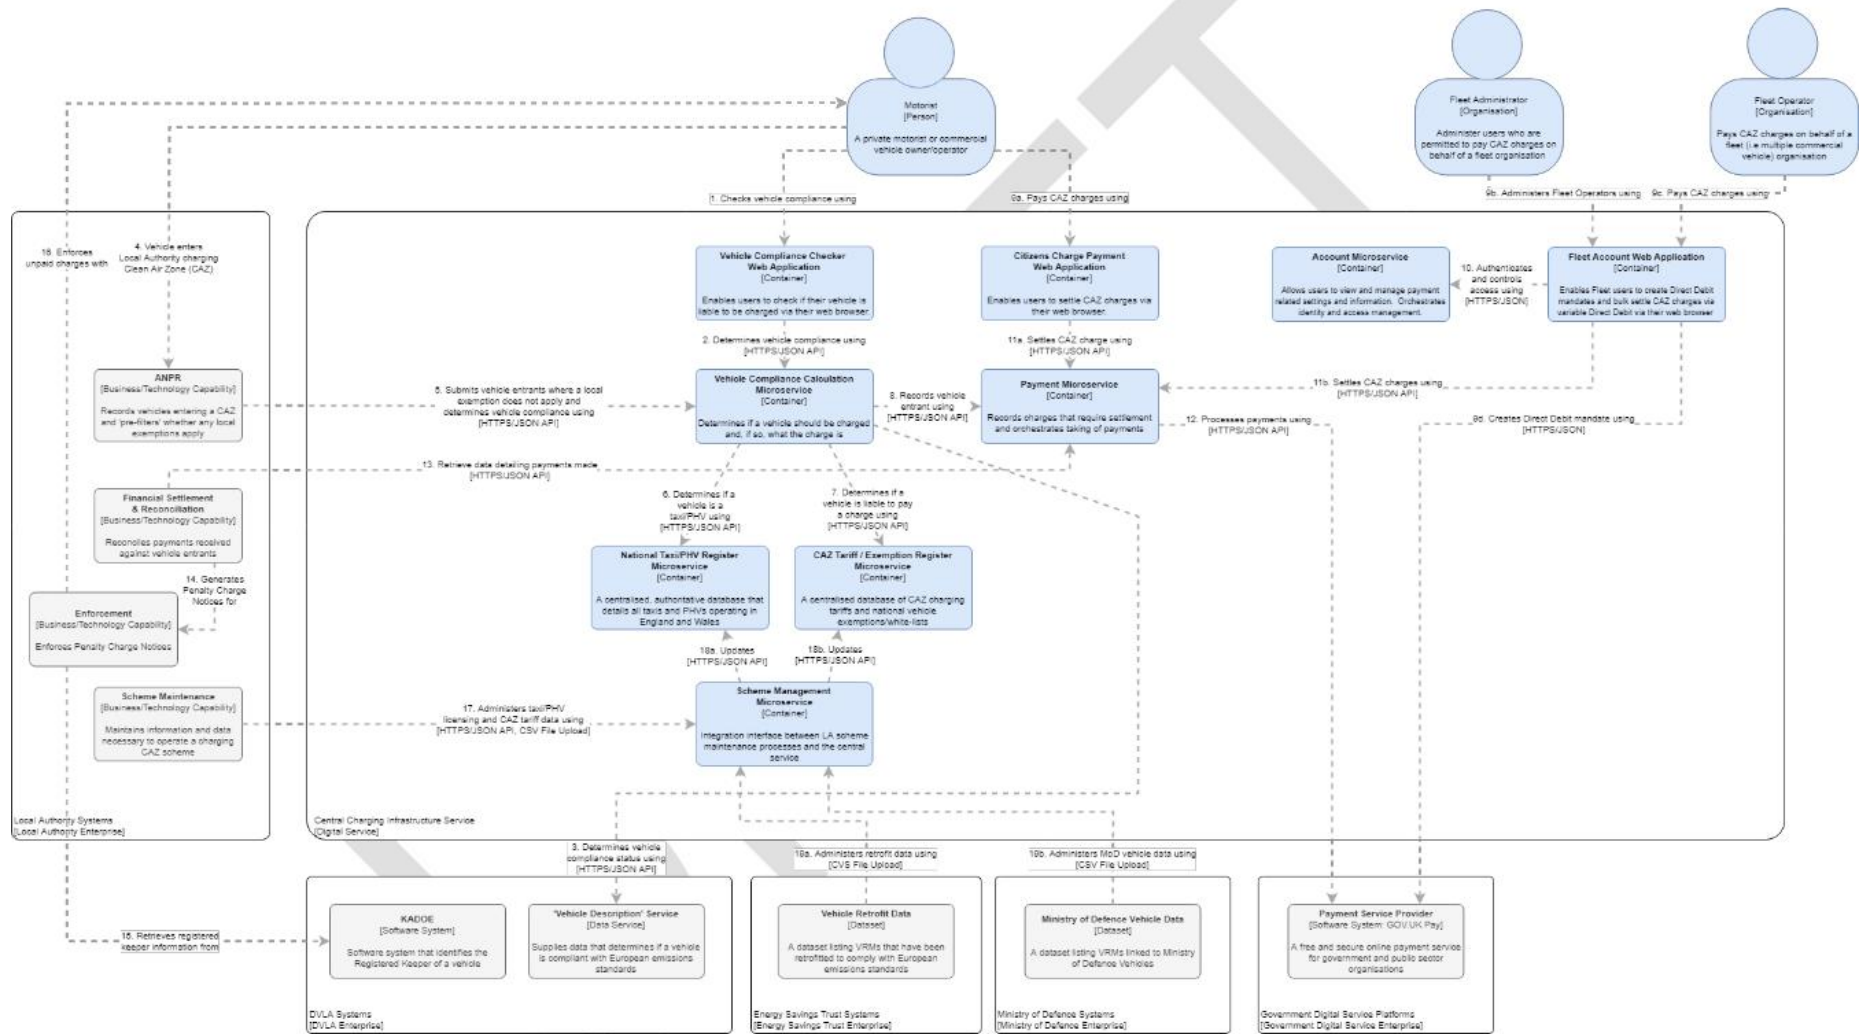 Motorist
[Person]
A private motorist or commercial
vehicle owner/operator
Fleet Administrator
[Organisation]
Administer users who are
permitted to pay CAZ charges on
behalf of a fleet organisation
Fleet Operator
[Organisation]
Pays CAZ charges on behalf of a
fleet (i.e multiple commercial
vehicle) organisation
1. Checks vehicle compliance using
9a. Pays CAZ charges using
9b. Administers Fleet Operators using
9c. Pays CAZ charges using
16. Enforces
unpaid charges with
4. Vehicle enters
Local Authority charging
Clean Air Zone (CAZ)
Vehicle Compliance Checker
Web Application
[Container]
Enables users to check if their vehicle is
liable to be charged via their web browser.
Citizens Charge Payment
Web Application
[Container]
Enables users to settle CAZ charges via
their web browser.
Account Microservice
[Container]
Allows users to view and manage payment
related settings and information. Orchestrates
identity and access management.
10. Authenticates
and controls
access using
[HTTPS/JSON]
Fleet Account Web Application
[Container]
Enables Fleet users to create Direct Debit
mandates and bulk settle CAZ charges via
variable Direct Debit via their web browser
2. Determines vehicle compliance using
[HTTPS/JSON API]
11a. Settles CAZ charge using
[HTTPS/JSON API]
ANPR
[Business/Technology Capability]
Records vehicles entering a CAZ
and 'pre-filters' whether any local
exemptions apply
5. Submits vehicle entrants where a local
exemption does not apply and
determines vehicle compliance using
[HTTPS/JSON API]
Vehicle Compliance Calculation
Microservice
[Container]
Determines if a vehicle should be charged
and, if so, what the charge is
8. Records vehicle
entrant using
[HTTPS/JSON API]
Payment Microservice
[Container]
Records charges that require settlement
and orchestrates taking of payments
11b. Settles CAZ charges using
[HTTPS/JSON API]
12. Processes payments using
[HTTPS/JSON API]
9d. Creates Direct Debit mandate using
[HTTPS/JSON]
13. Retrieve data detailing payments made
[HTTPS/JSON API]
Financial Settlement
& Reconciliation
[Business/Technology Capability]
Reconciles payments received
against vehicle entrants
6. Determines if a
vehicle is a
taxi/PHV using
[HTTPS/JSON API]
7. Determines if a
vehicle is liable to pay
a charge using
[HTTPS/JSON API]
14. Generates
Penalty Charge
Notices for
National Taxi/PHV Register
Microservice
[Container]
A centralised, authoritative database that
details all taxis and PHVs operating in
England and Wales
CAZ Tariff / Exemption Register
Microservice
[Container]
A centralised database of CAZ charging
tariffs and national vehicle
exemptions/white-lists
Enforcement
[Business/Technology Capability]
Enforces Penalty Charge Notices
18a. Updates
[HTTPS/JSON API]
18b. Updates
[HTTPS/JSON API]
Scheme Maintenance
[Business/Technology Capability]
Maintains information and data
necessary to operate a charging
CAZ scheme
17. Administers taxi/PHV
licensing and CAZ tariff data using
[HTTPS/JSON API, CSV File Upload]
Scheme Management
Microservice
[Container]
Integration interface between LA scheme
maintenance processes and the central
service
Local Authority Systems
[Local Authority Enterprise]
Central Charging Infrastructure Service
[Digital Service]
3. Determines vehicle
compliance status using
[HTTPS/JSON API]
19a. Administers retrofit data using
[CVS File Upload]
19b. Administers MoD vehicle data using
[CSV File Upload]
15. Retrieves registered
keeper information from
KADOE
[Software System]
Software system that identifies the
Registered Keeper of a vehicle
'Vehicle Description' Service
[Data Service]
Supplies data that determines if a vehicle
is compliant with European emissions
standards
Vehicle Retrofit Data
[Dataset]
A dataset listing VRMs that have been
retrofitted to comply with European
emissions standards
Ministry of Defence Vehicle Data
[Dataset]
A dataset listing VRMs linked to Ministry
of Defence Vehicles
Payment Service Provider
[Software System: GOV.UK Pay]
A free and secure online payment service
for government and public sector
organisations
DVLA Systems
[DVLA Enterprise]
Energy Savings Trust Systems
[Energy Savings Trust Enterprise]
Ministry of Defence Systems
[Ministry of Defence Enterprise]
Government Digital Service Platforms
[Government Digital Service Enterprise]